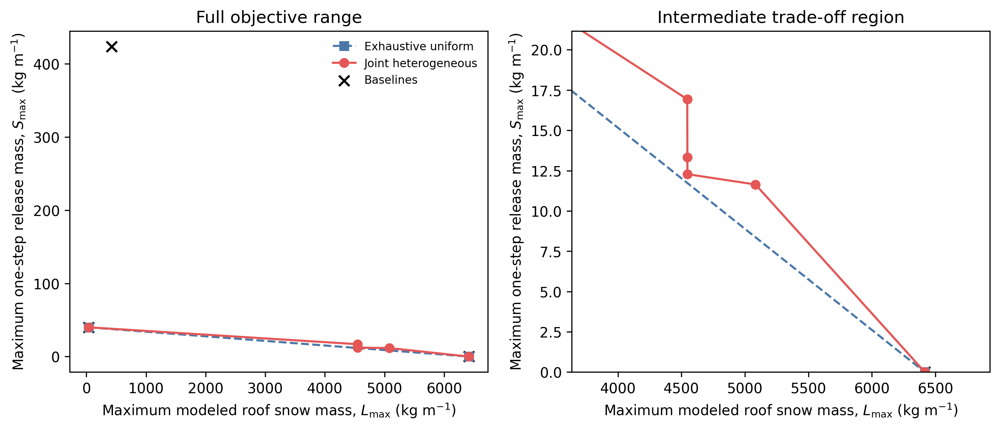 Full objective range
Maximum one-step release mass, S_max (kg m⁻¹)
400
300
200
100
0
Exhaustive uniform
Joint heterogeneous
Baselines
0 1000 2000 3000 4000 5000 6000
Maximum modeled roof snow mass, L_max (kg m⁻¹)
Intermediate trade-off region
Maximum one-step release mass, S_max (kg m⁻¹)
20.0
17.5
15.0
12.5
10.0
7.5
5.0
2.5
0.0
4000 4500 5000 5500 6000 6500
Maximum modeled roof snow mass, L_max (kg m⁻¹)